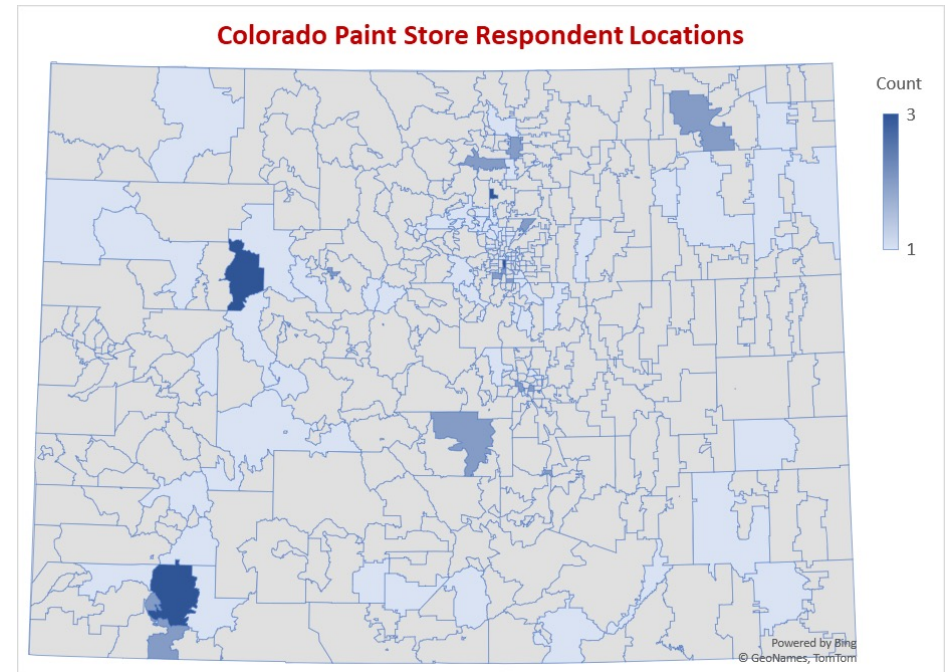 Colorado Paint Store Respondent Locations
Count
3
1
Powered by Bing
© GeoNames, TomTom